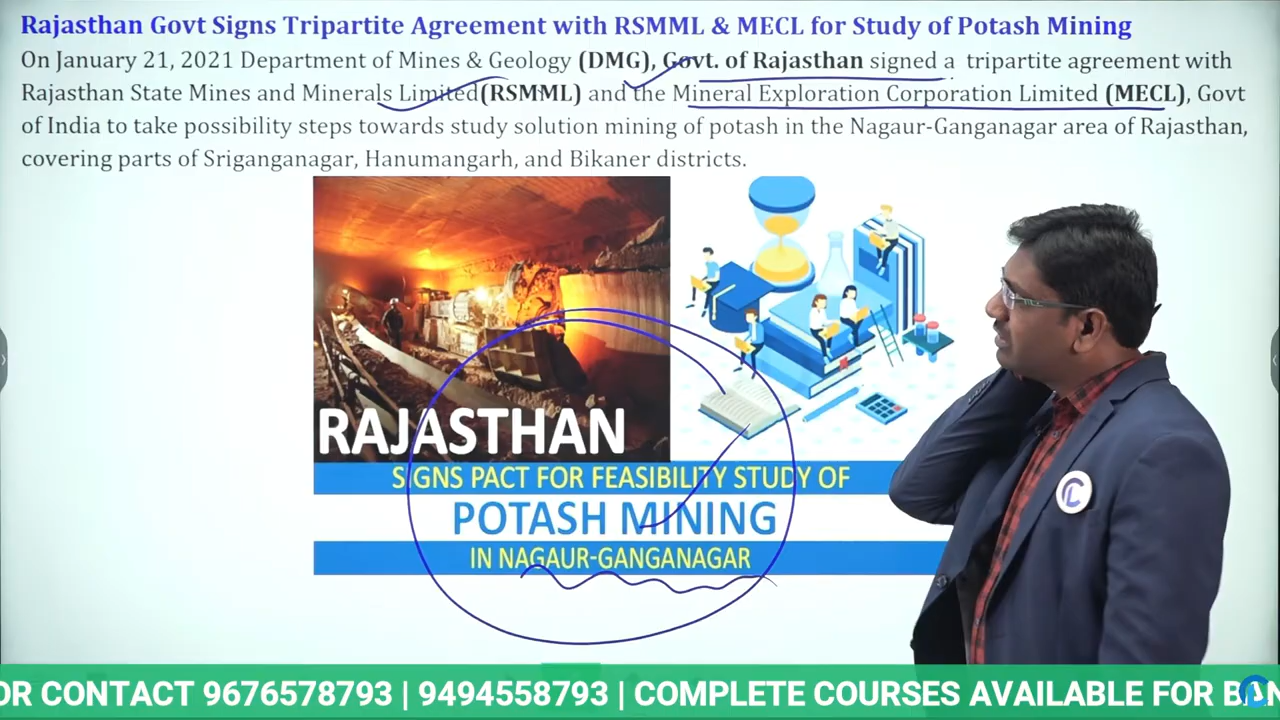 Rajasthan Govt Signs Tripartite Agreement with RSMML & MECL for Study of Potash Mining
On January 21, 2021 Department of Mines & Geology (DMG), Govt. of Rajasthan signed a tripartite agreement with
Rajasthan State Mines and Minerals Limited(RSMML) and the Mineral Exploration Corporation Limited (MECL), Govt
of India to take possibility steps towards study solution mining of potash in the Nagaur-Ganganagar area of Rajasthan,
covering parts of Sriganganagar, Hanumangarh, and Bikaner districts.
RAJASTHAN
SIGNS PACT FOR FEASIBILITY STUDY OF
POTASH MINING
IN NAGAUR-GANGANAGAR
OR CONTACT 9676578793 | 9494558793 | COMPLETE COURSES AVAILABLE FOR BAN